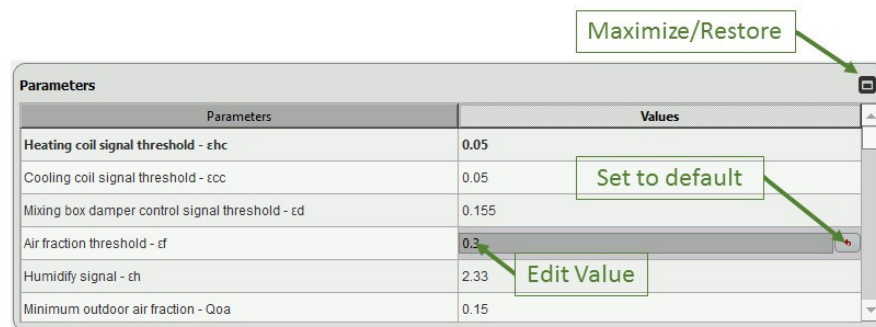 Maximize/Restore
Parameters
Parameters Values
Heating coil signal threshold - εhc 0.05
Cooling coil signal threshold - εcc 0.05
Set to default
Mixing box damper control signal threshold - εd 0.155
Air fraction threshold - εf 0.3
Humidify signal - εh 2.33
Edit Value
Minimum outdoor air fraction - Qoa 0.15